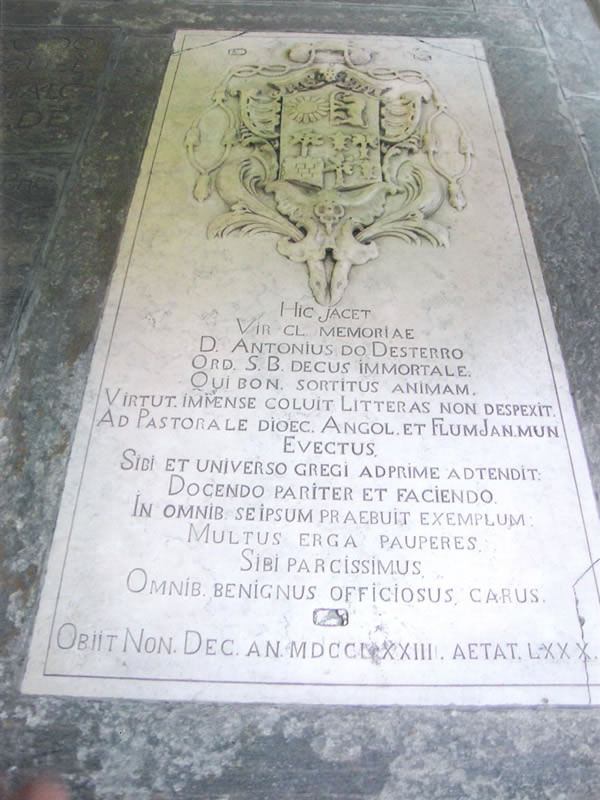 HIC JACET
VIR CL. MEMORIAE
D. ANTONIUS DO DESTERRO
ORD. S. B. DECUS IMMORTALE.
QUI BON. SORTITUS ANIMAM.
VIRTUT. IMMENSE COLUIT LITTERAS NON DESPEXIT.
AD PASTORALE DIOEC. ANGOL. ET FLUM JAN. MUN
EVECTUS,
SIBI ET UNIVERSO GREGI ADPRIME ADTENDIT:
DOCENDO PARITER ET FACIENDO.
IN OMNIB. SEIPSUM PRAEBUIT EXEMPLUM:
MULTUS ERGA PAUPERES,
SIBI PARCISSIMUS,
OMNIB. BENIGNUS OFFICIOSUS, CARUS.
OBIIT NON. DEC. AN. MDCCLXXIII. AETAT. LXXX.